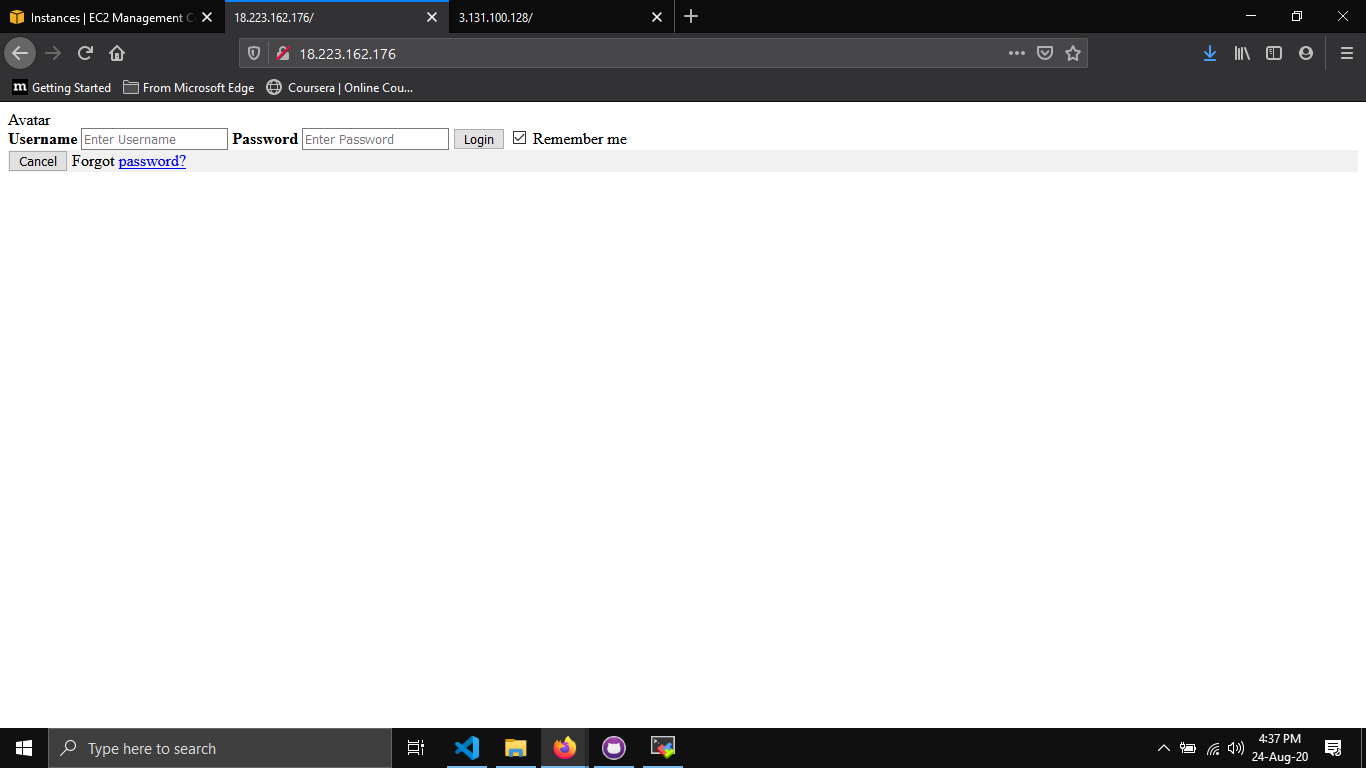 Instances | EC2 Management C
18.223.162.176/
3.131.100.128/
18.223.162.176
m Getting Started
From Microsoft Edge
Coursera | Online Cou...
Avatar
Username Enter Username Password Enter Password Login Remember me
Cancel Forgot password?
Type here to search
4:37 PM
24-Aug-20